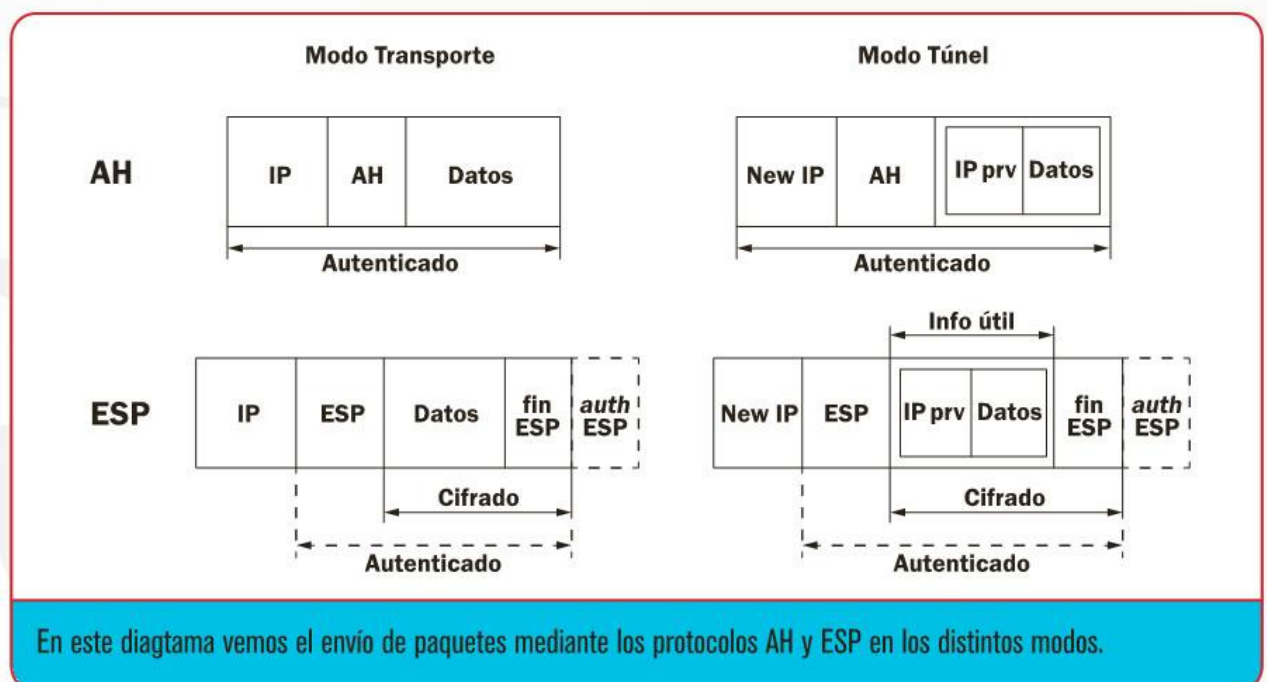 Modo Transporte
Modo Túnel
AH
IP AH Datos
New IP AH IP prv Datos
Autenticado
Autenticado
Info útil
ESP
IP ESP Datos fin ESP auth ESP
New IP ESP IP prv Datos fin ESP auth ESP
Cifrado
Cifrado
Autenticado
Autenticado
En este diagtama vemos el envío de paquetes mediante los protocolos AH y ESP en los distintos modos.